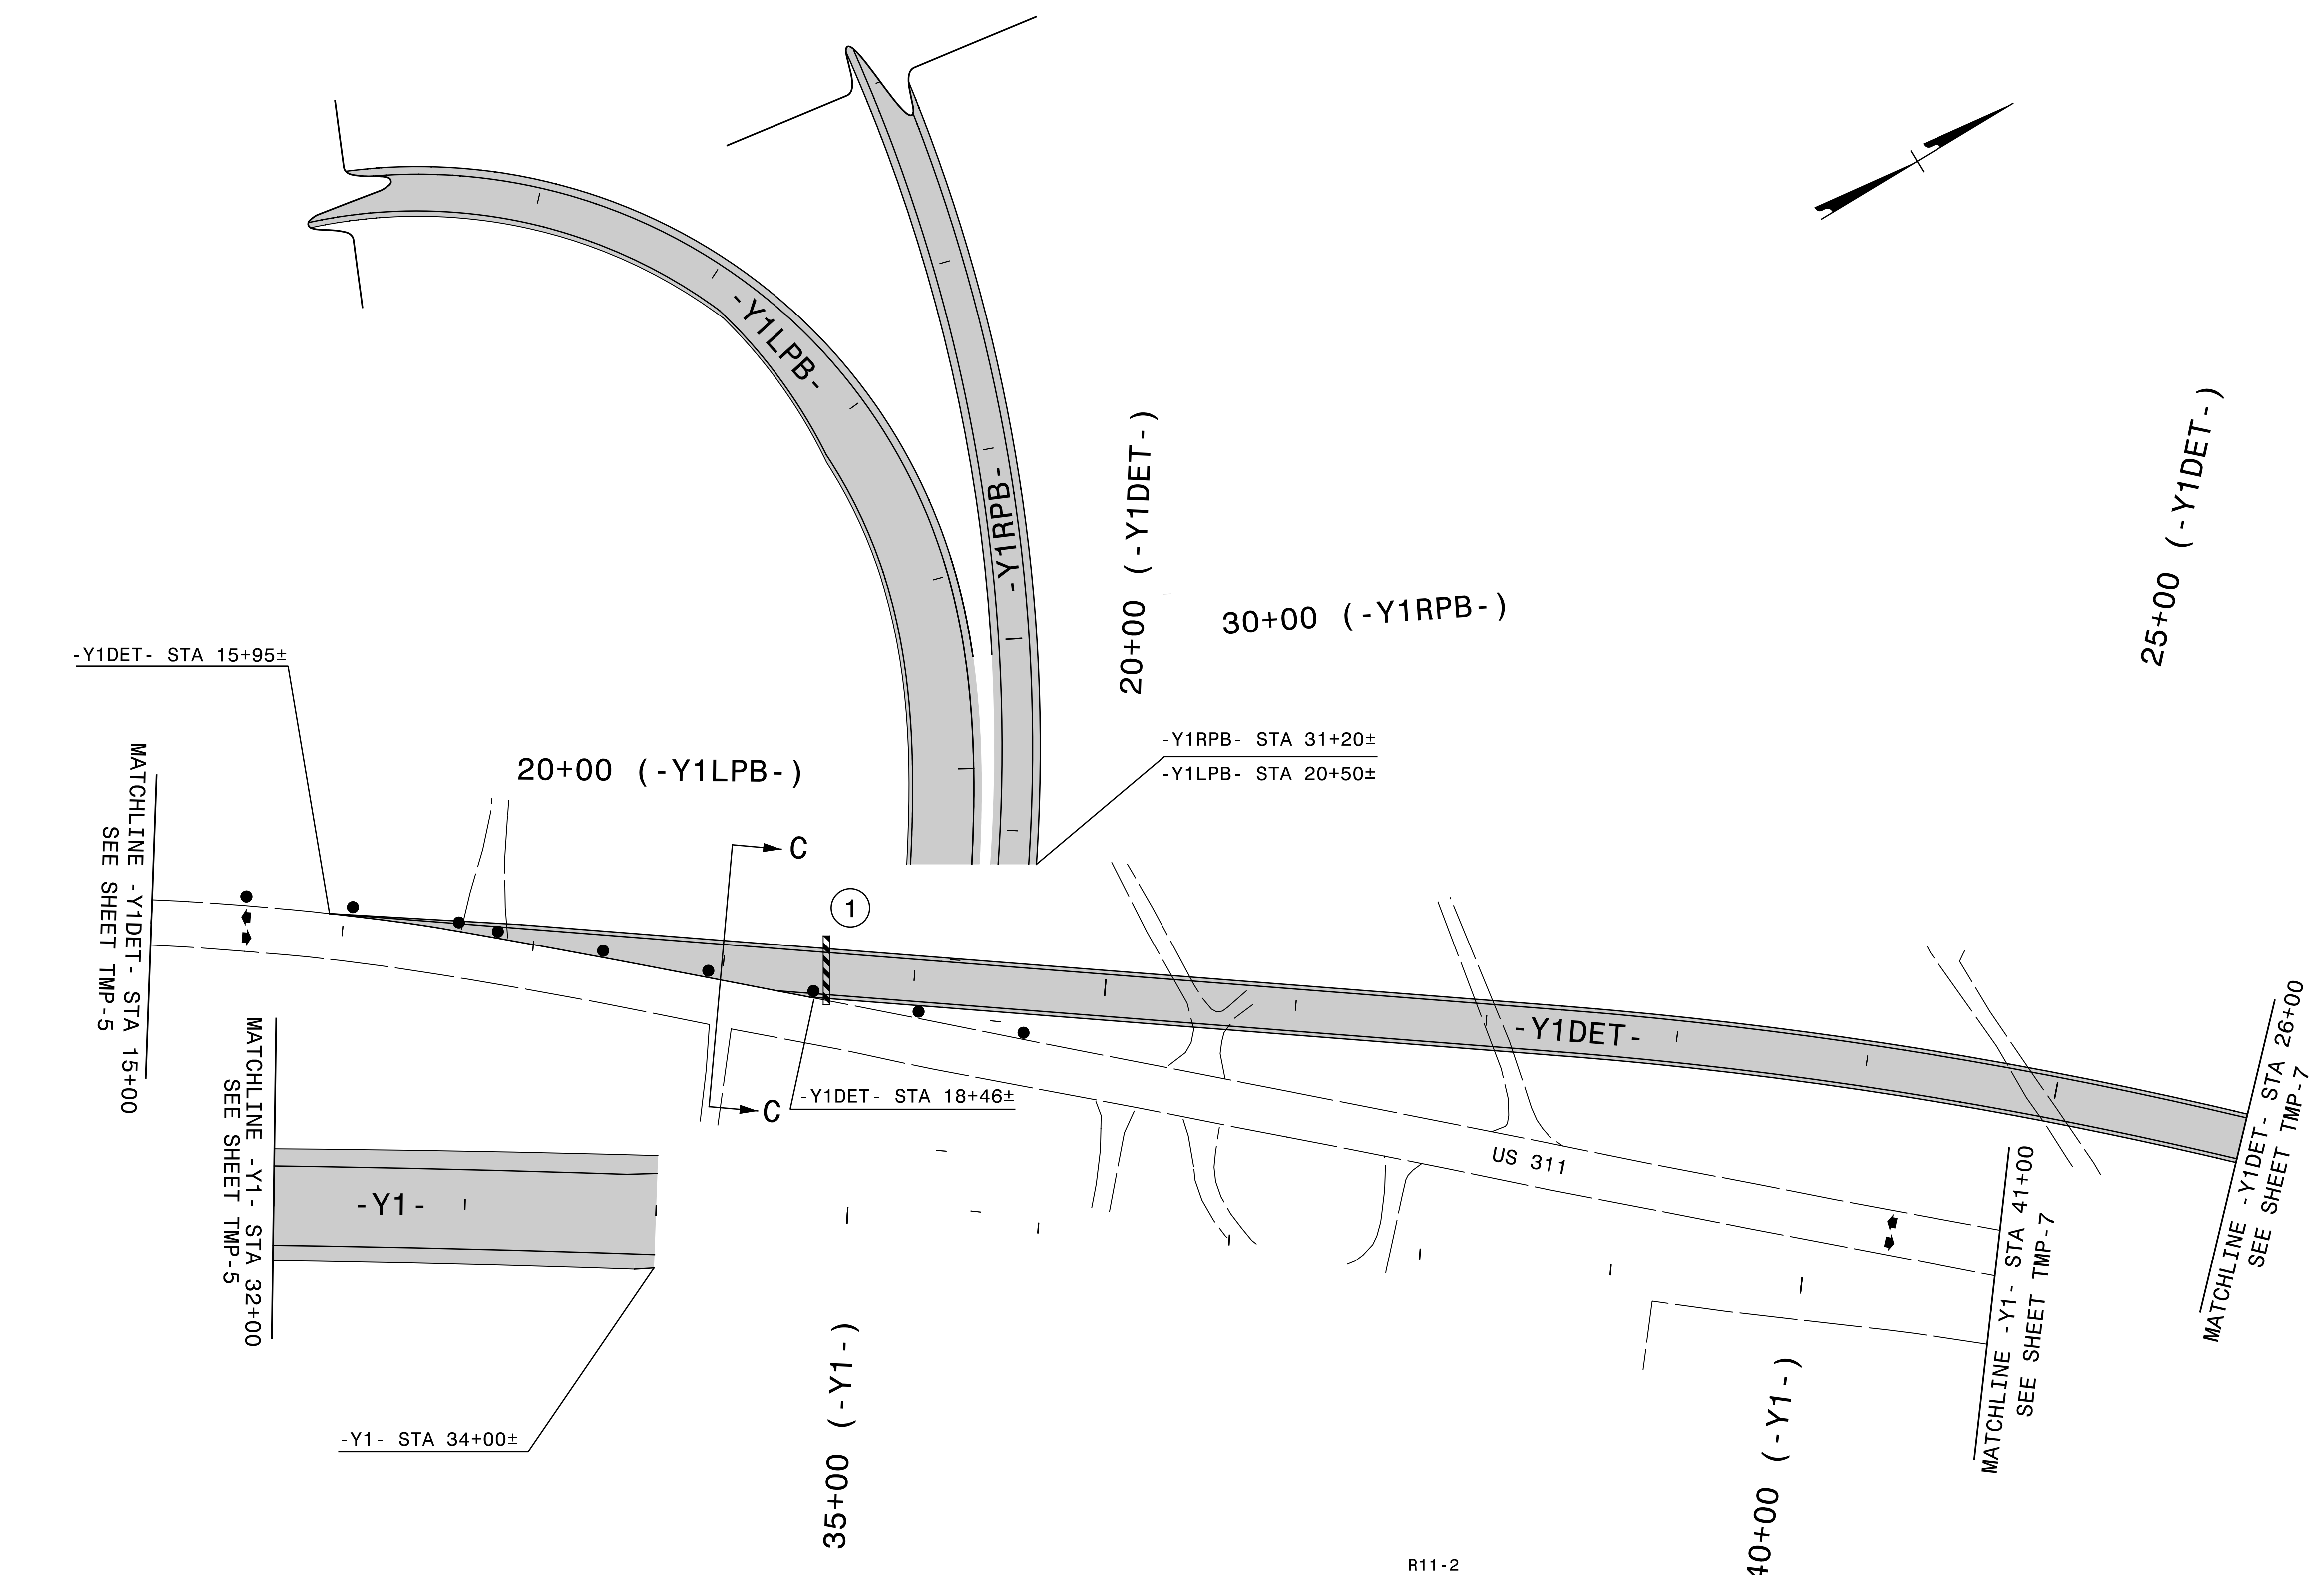 -Y1LPB-
-Y1RPB-
20+00 (-Y1DET-)
30+00 (-Y1RPB-)
25+00 (-Y1DET-)
-Y1DET- STA 15+95±
-Y1RPB- STA 31+20±
-Y1LPB- STA 20+50±
20+00 (-Y1LPB-)
MATCHLINE -Y1DET- STA 15+00
SEE SHEET TMP-5
C
1
-Y1DET-
-Y1DET- STA 18+46±
C
US 311
MATCHLINE -Y1DET- STA 26+00
SEE SHEET TMP-7
MATCHLINE -Y1- STA 32+00
SEE SHEET TMP-5
-Y1-
MATCHLINE -Y1- STA 41+00
SEE SHEET TMP-7
-Y1- STA 34+00±
35+00 (-Y1-)
40+00 (-Y1-)
R11-2